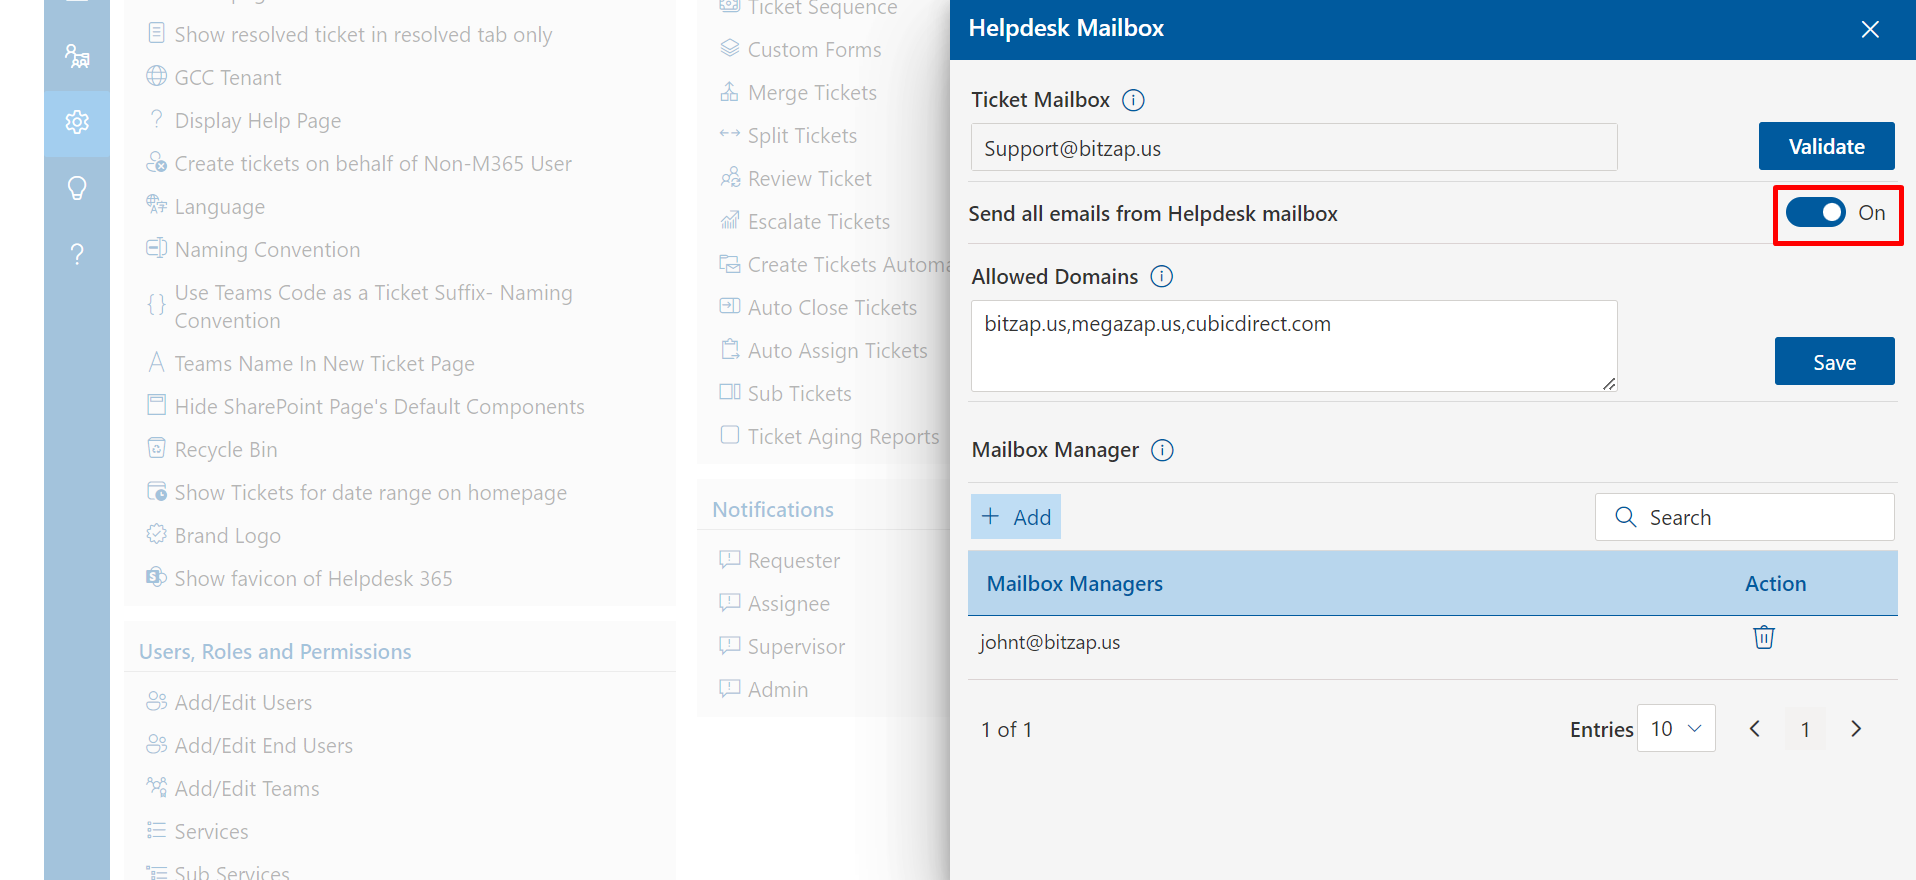 Show resolved ticket in resolved tab only
GCC Tenant
Display Help Page
Create tickets on behalf of Non-M365 User
Language
Naming Convention
Use Teams Code as a Ticket Suffix- Naming
Convention
Teams Name In New Ticket Page
Hide SharePoint Page's Default Components
Recycle Bin
Show Tickets for date range on homepage
Brand Logo
Show favicon of Helpdesk 365
Users, Roles and Permissions
Add/Edit Users
Add/Edit End Users
Add/Edit Teams
Services
Sub Services
Ticket Sequence
Custom Forms
Merge Tickets
Split Tickets
Review Ticket
Escalate Tickets
Create Tickets Automa
Auto Close Tickets
Auto Assign Tickets
Sub Tickets
Ticket Aging Reports
Notifications
Requester
Assignee
Supervisor
Admin
Helpdesk Mailbox
Ticket Mailbox
Support@bitzap.us
Validate
Send all emails from Helpdesk mailbox
On
Allowed Domains
bitzap.us,megazap.us,cubicdirect.com
Save
Mailbox Manager
+ Add
Search
Mailbox Managers Action
johnt@bitzap.us
1 of 1
Entries 10
1